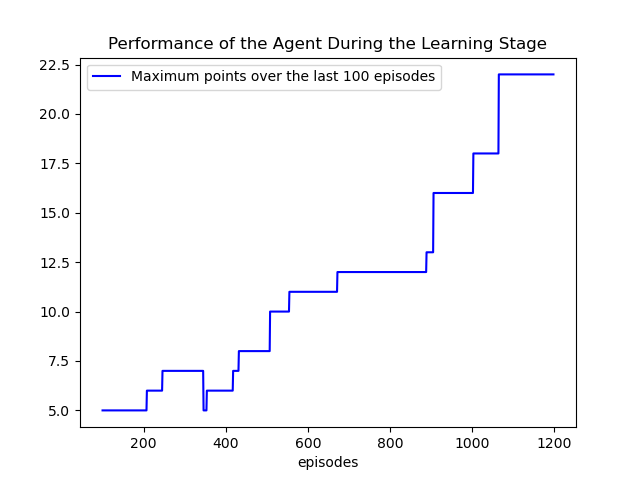 Performance of the Agent During the Learning Stage
Maximum points over the last 100 episodes
22.5
20.0
17.5
15.0
12.5
10.0
7.5
5.0
200 400 600 800 1000 1200
episodes